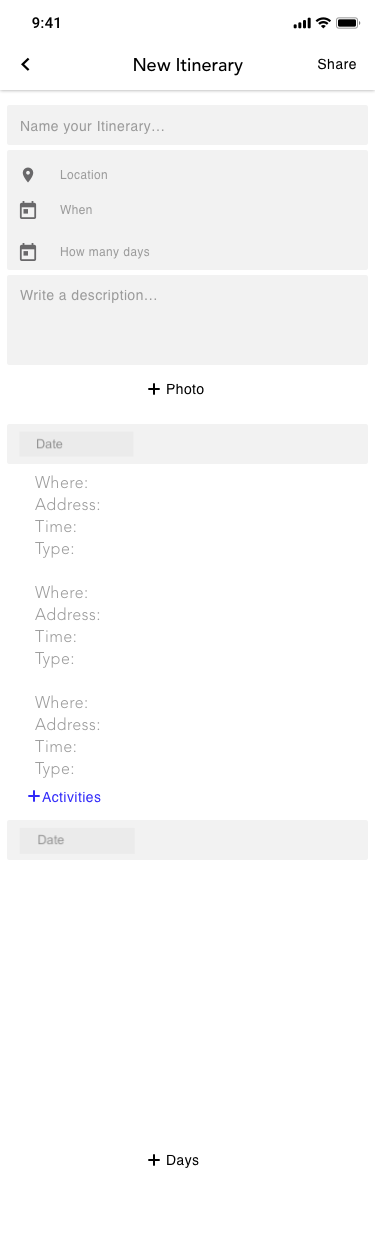 9:41
New Itinerary
Share
Name your Itinerary...
Location
When
How many days
Write a description...
+ Photo
Date
Where:
Address:
Time:
Type:
Where:
Address:
Time:
Type:
Where:
Address:
Time:
Type:
+Activities
Date
+ Days